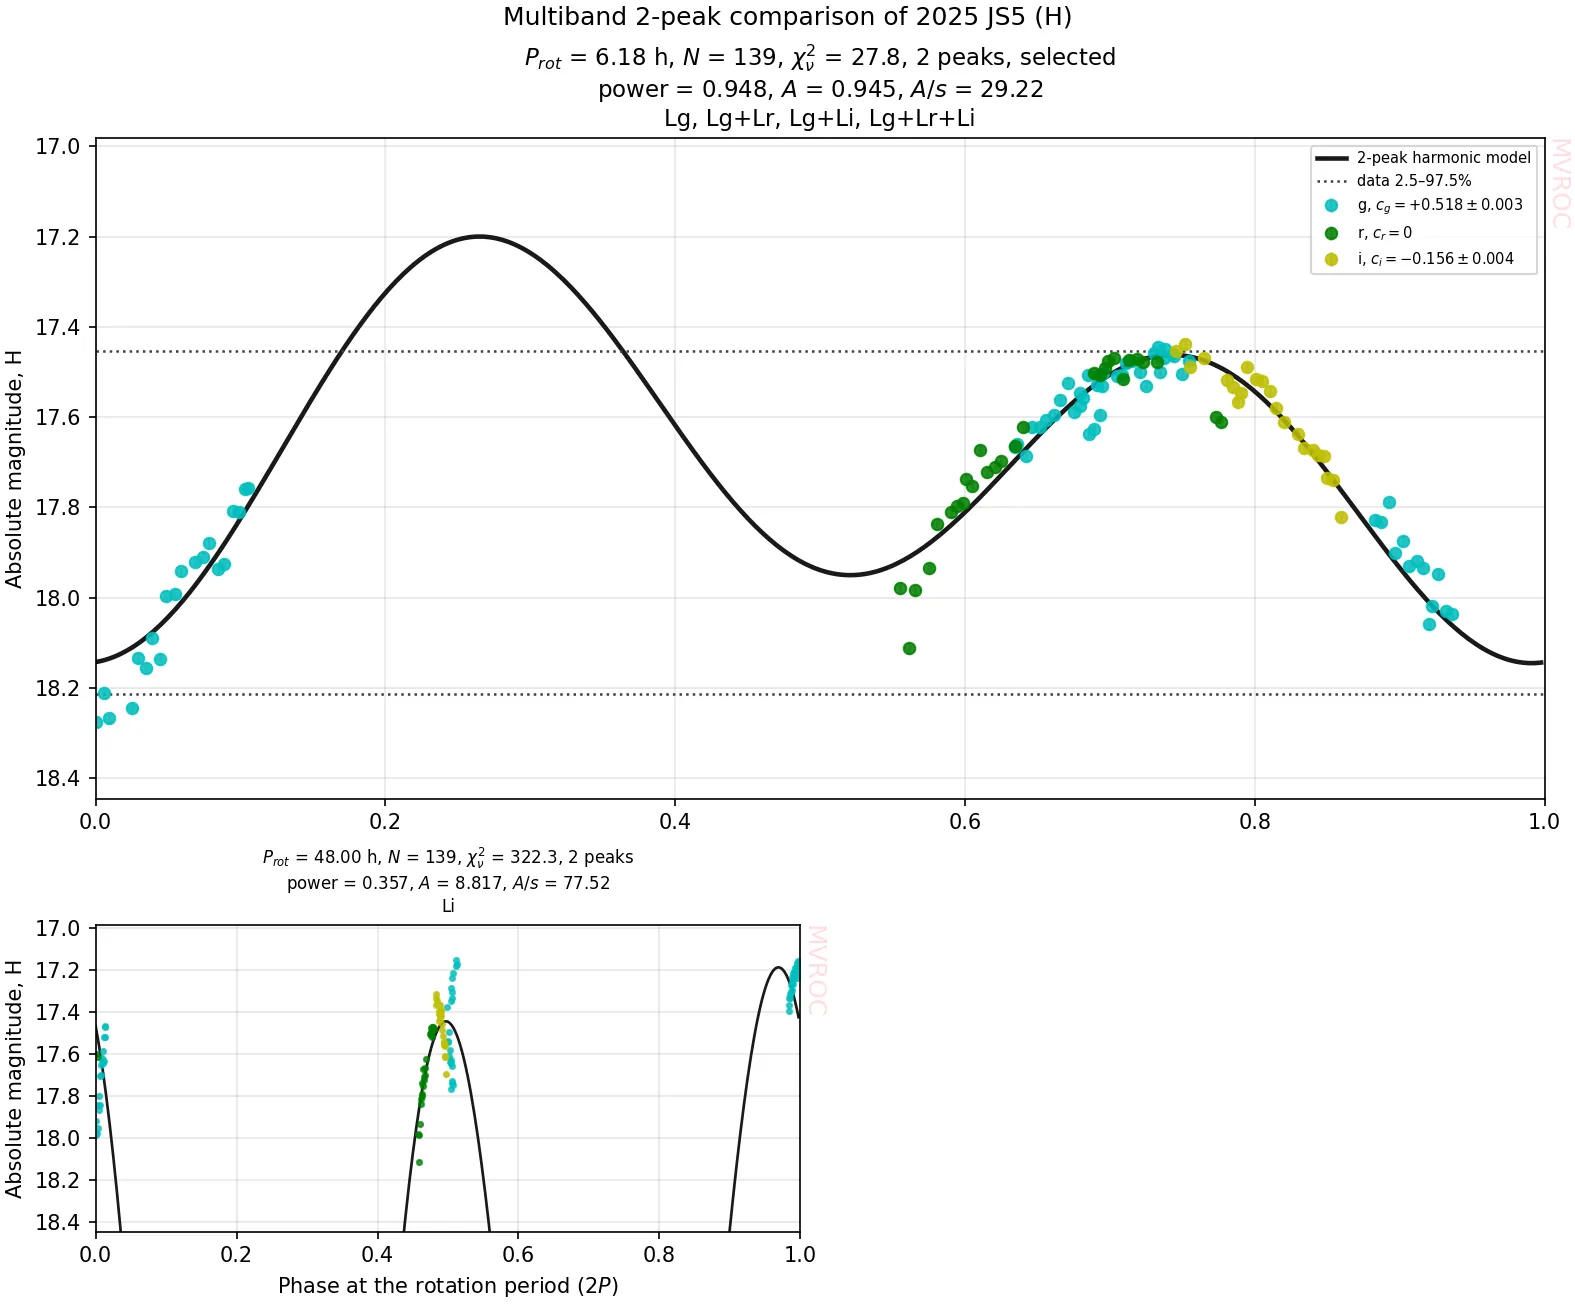 Multiband 2-peak comparison of 2025 JS5 (H)
P_rot = 6.18 h, N = 139, χ²_ν = 27.8, 2 peaks, selected
power = 0.948, A = 0.945, A/s = 29.22
Lg, Lg+Lr, Lg+Li, Lg+Lr+Li
17.0
17.2
17.4
17.6
17.8
18.0
18.2
18.4
Absolute magnitude, H
2-peak harmonic model
data 2.5–97.5%
g, c_g = +0.518 ± 0.003
r, c_r = 0
i, c_i = −0.156 ± 0.004
MVROC
0.0 0.2 0.4 0.6 0.8 1.0
P_rot = 48.00 h, N = 139, χ²_ν = 322.3, 2 peaks
power = 0.357, A = 8.817, A/s = 77.52
Li
17.0
17.2
17.4
17.6
17.8
18.0
18.2
18.4
Absolute magnitude, H
MVROC
0.0 0.2 0.4 0.6 0.8 1.0
Phase at the rotation period (2P)